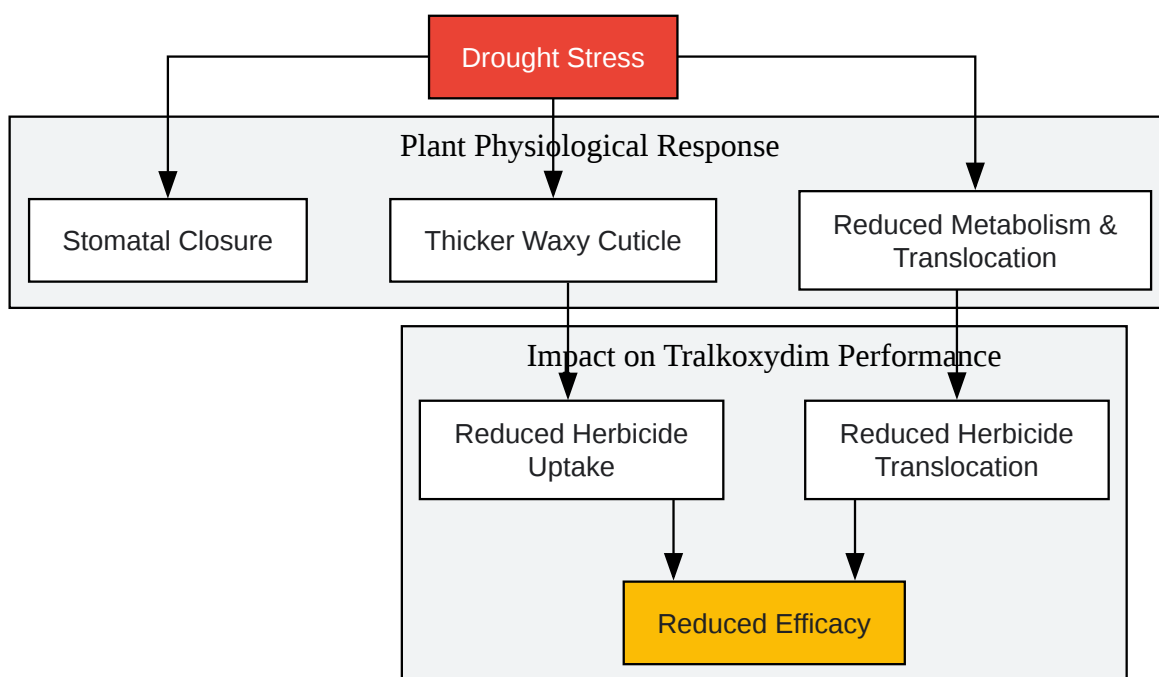 Drought Stress
Plant Physiological Response
Stomatal Closure
Thicker Waxy Cuticle
Reduced Metabolism &
Translocation
Impact on Tralkoxydim Performance
Reduced Herbicide
Uptake
Reduced Herbicide
Translocation
Reduced Efficacy